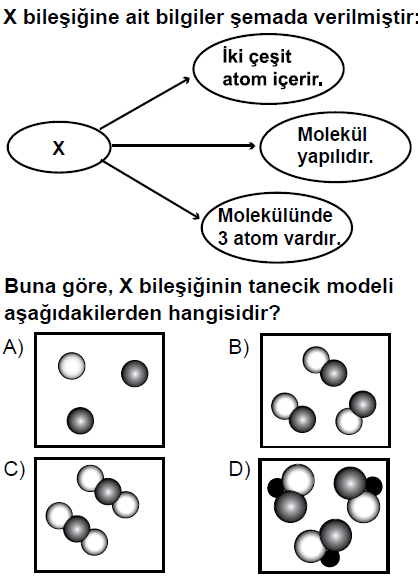 X bileşiğine ait bilgiler şemada verilmiştir:
İki çeşit
atom içerir.
X
Molekül
yapılıdır.
Molekülünde
3 atom vardır.
Buna göre, X bileşiğinin tanecik modeli
aşağıdakilerden hangisidir?
A)
B)
C)
D)